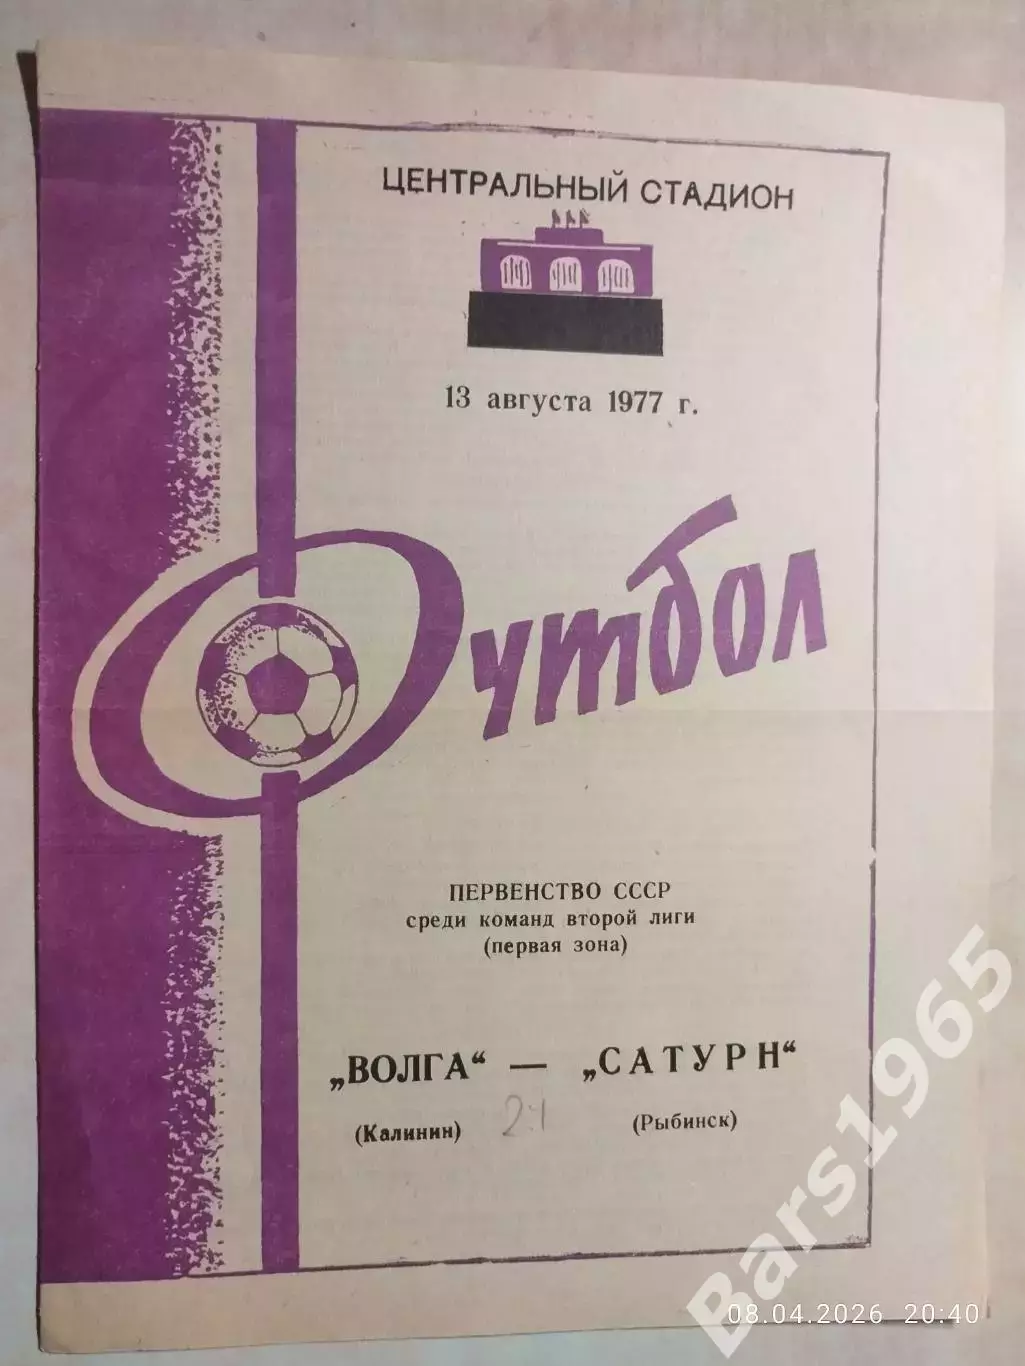 ЦЕНТРАЛЬНЫЙ СТАДИОН
13 августа 1977 г.
Футбол
ПЕРВЕНСТВО СССР
среди команд второй лиги
(первая зона)
„ВОЛГА“ — „САТУРН“
(Калинин) 2:1 (Рыбинск)
Bars1965
08.04.2026 20:40